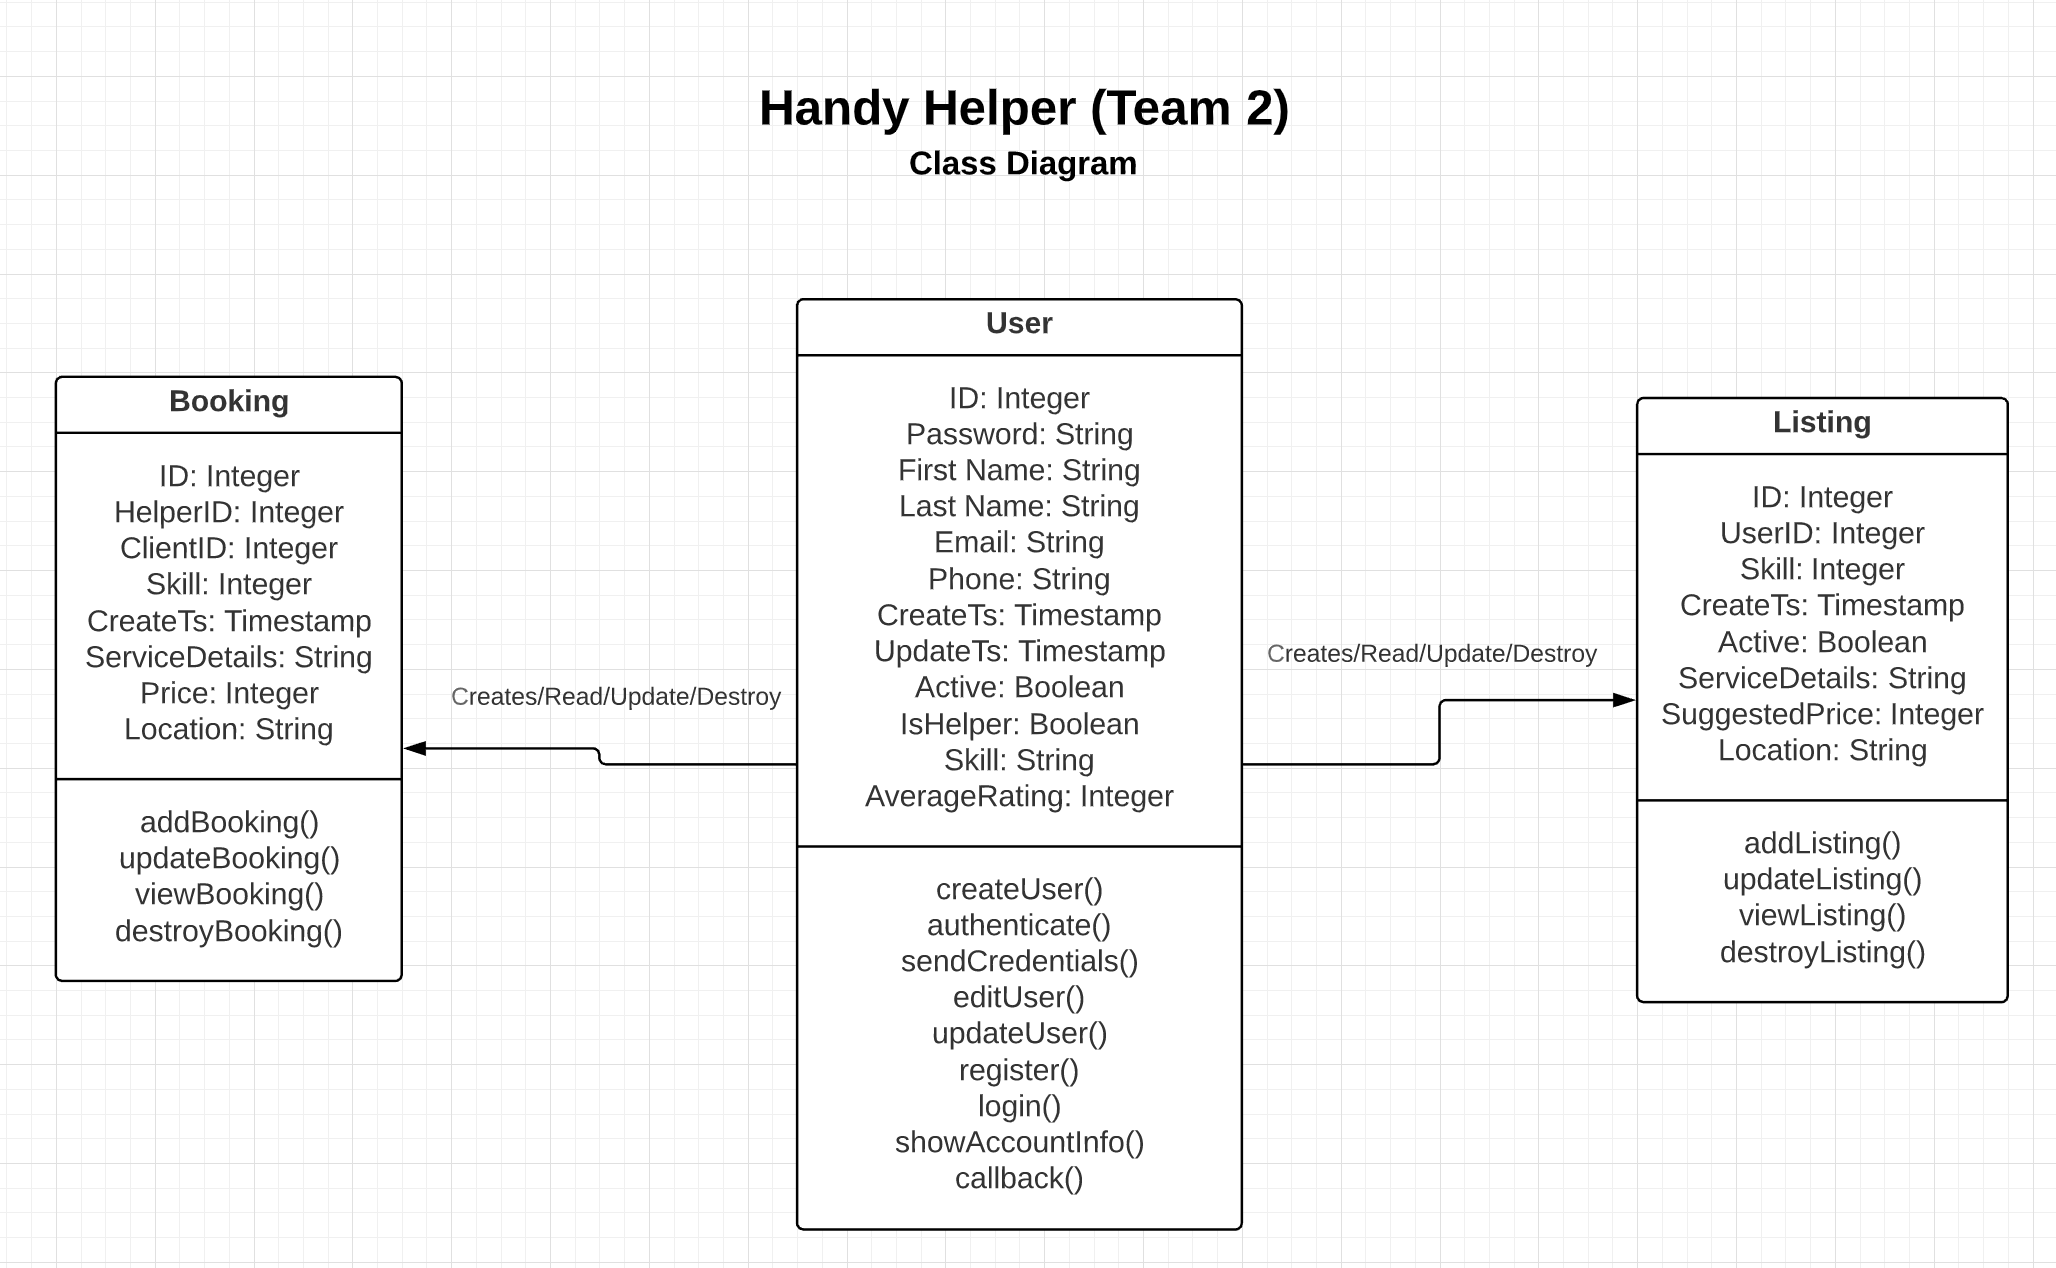 Handy Helper (Team 2)
Class Diagram
Booking
ID: Integer
HelperID: Integer
ClientID: Integer
Skill: Integer
CreateTs: Timestamp
ServiceDetails: String
Price: Integer
Location: String
addBooking()
updateBooking()
viewBooking()
destroyBooking()
Creates/Read/Update/Destroy
User
ID: Integer
Password: String
First Name: String
Last Name: String
Email: String
Phone: String
CreateTs: Timestamp
UpdateTs: Timestamp
Active: Boolean
IsHelper: Boolean
Skill: String
AverageRating: Integer
createUser()
authenticate()
sendCredentials()
editUser()
updateUser()
register()
login()
showAccountInfo()
callback()
Creates/Read/Update/Destroy
Listing
ID: Integer
UserID: Integer
Skill: Integer
CreateTs: Timestamp
Active: Boolean
ServiceDetails: String
SuggestedPrice: Integer
Location: String
addListing()
updateListing()
viewListing()
destroyListing()